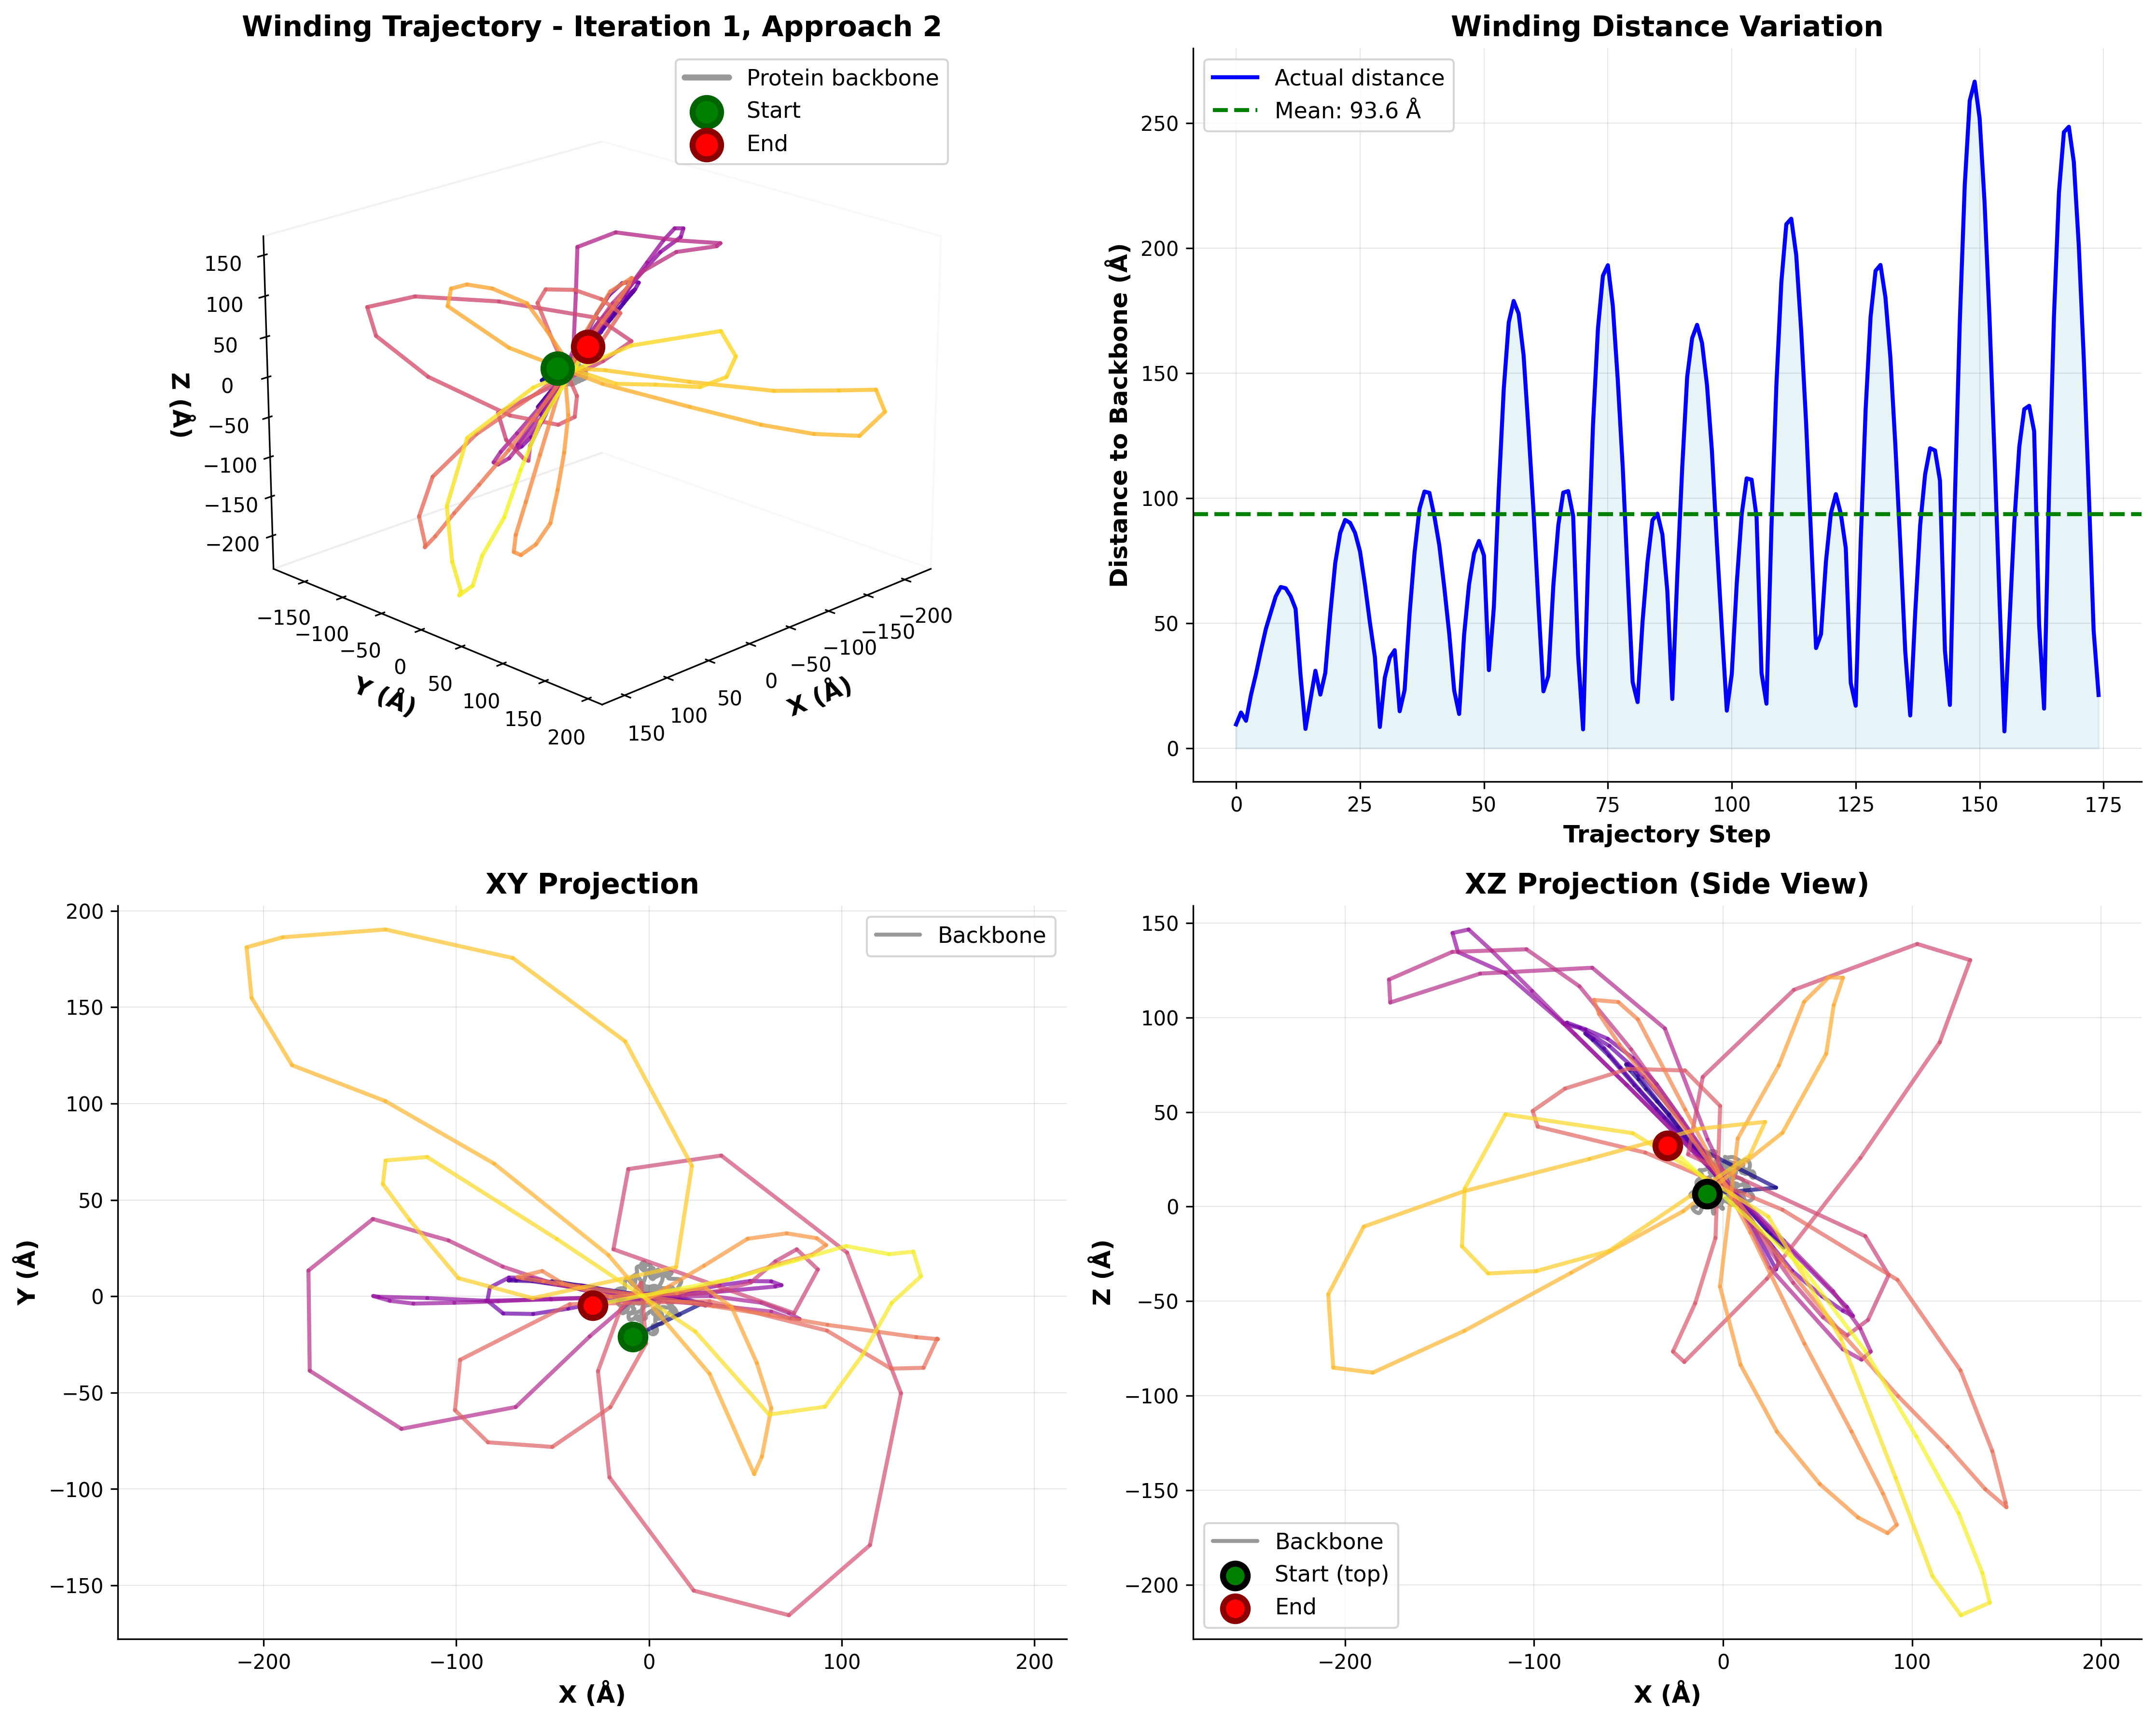 Winding Trajectory - Iteration 1, Approach 2
Protein backbone
Start
End
150
100
50
0
−50
−100
−150
−200
Z (Å)
−150
−100
−50
0
50
100
150
200
Y (Å)
150
100
50
0
−50
−100
−150
−200
X (Å)
Winding Distance Variation
Actual distance
Mean: 93.6 Å
250
200
150
100
50
0
Distance to Backbone (Å)
0 25 50 75 100 125 150 175
Trajectory Step
XY Projection
Backbone
200
150
100
50
0
−50
−100
−150
Y (Å)
−200 −100 0 100 200
X (Å)
XZ Projection (Side View)
150
100
50
0
−50
−100
−150
−200
Z (Å)
Backbone
Start (top)
End
−200 −100 0 100 200
X (Å)